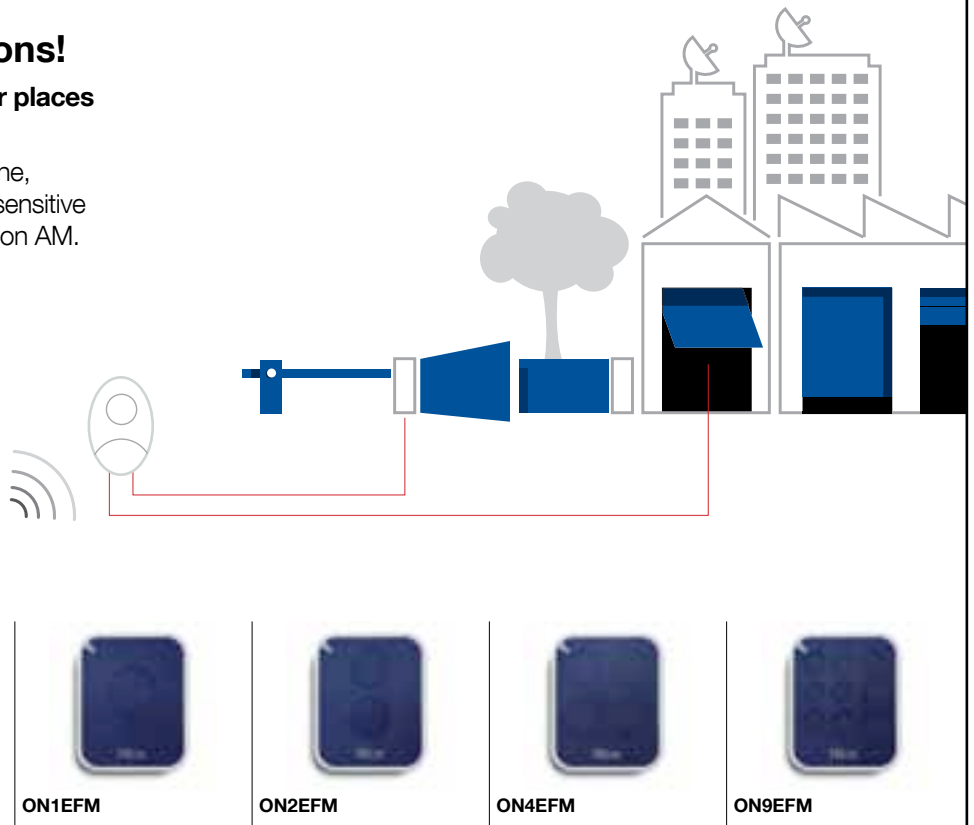 ons!
r places
ne,
sensitive
on AM.
ON1EFM
ON2EFM
ON4EFM
ON9EFM